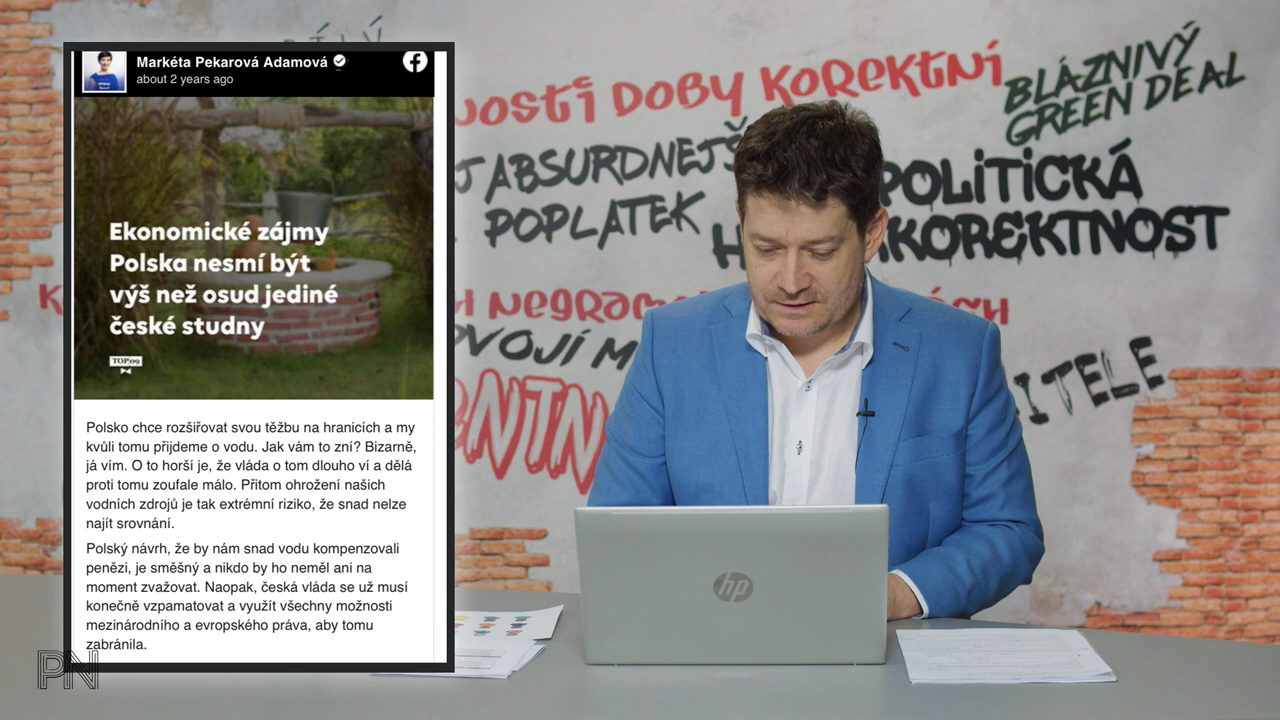 Markéta Pekarová Adamová
about 2 years ago
Ekonomické zájmy
Polska nesmí být
výš než osud jediné
české studny
TOP09
Polsko chce rozšiřovat svou těžbu na hranicích a my
kvůli tomu přijdeme o vodu. Jak vám to zní? Bizarně,
já vím. O to horší je, že vláda o tom dlouho ví a dělá
proti tomu zoufale málo. Přitom ohrožení našich
vodních zdrojů je tak extrémní riziko, že snad nelze
najít srovnání.
Polský návrh, že by nám snad vodu kompenzovali
penězi, je směšný a nikdo by ho neměl ani na
moment zvažovat. Naopak, česká vláda se už musí
konečně vzpamatovat a využít všechny možnosti
mezinárodního a evropského práva, aby tomu
zabránila.
PN
NOSTÍ DOBY KOREKTNÍ
BLÁZNIVÝ
GREEN DEAL
J ABSURDNEJŠ
POPLATEK
POLITICKÁ
KOREKTNOST
H NEGRAM
VOJÍ M
ITELE
hp